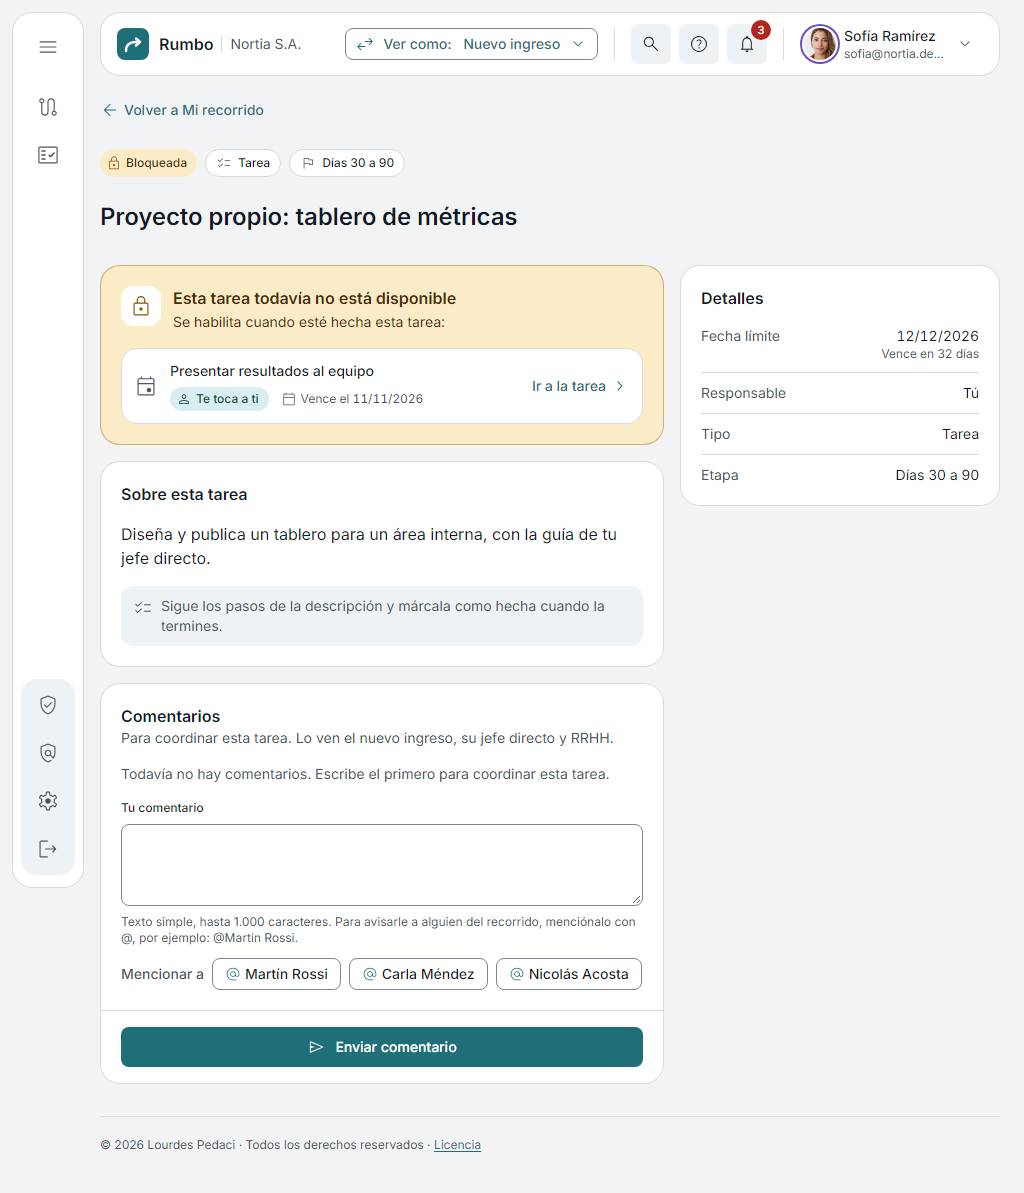 Rumbo
Nortia S.A.
Ver como: Nuevo ingreso
3
Sofía Ramírez
sofia@nortia.de...
Volver a Mi recorrido
Bloqueada
Tarea
Días 30 a 90
Proyecto propio: tablero de métricas
Esta tarea todavía no está disponible
Se habilita cuando esté hecha esta tarea:
Presentar resultados al equipo
Te toca a ti
Vence el 11/11/2026
Ir a la tarea
Detalles
Fecha límite 12/12/2026
Vence en 32 días
Responsable Tú
Tipo Tarea
Etapa Días 30 a 90
Sobre esta tarea
Diseña y publica un tablero para un área interna, con la guía de tu
jefe directo.
Sigue los pasos de la descripción y márcala como hecha cuando la
termines.
Comentarios
Para coordinar esta tarea. Lo ven el nuevo ingreso, su jefe directo y RRHH.
Todavía no hay comentarios. Escribe el primero para coordinar esta tarea.
Tu comentario
Texto simple, hasta 1.000 caracteres. Para avisarle a alguien del recorrido, menciónalo con
@, por ejemplo: @Martín Rossi.
Mencionar a @ Martín Rossi @ Carla Méndez @ Nicolás Acosta
Enviar comentario
© 2026 Lourdes Pedaci · Todos los derechos reservados · Licencia